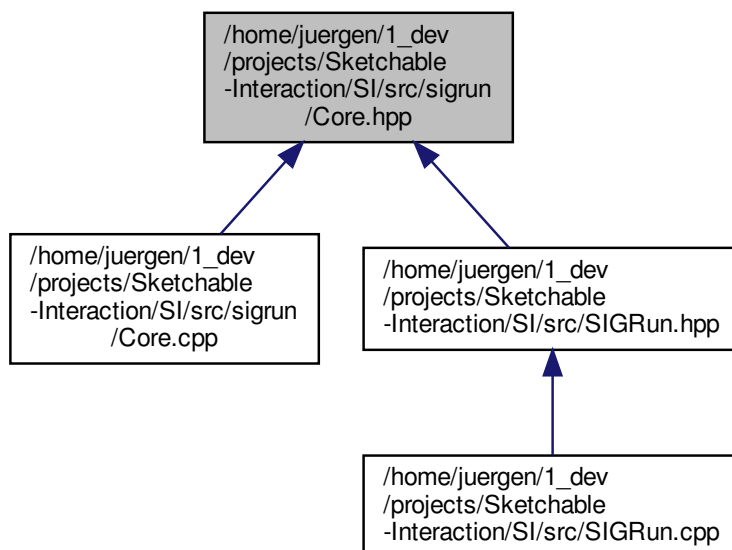 /home/juergen/1_dev
/projects/Sketchable
-Interaction/SI/src/sigrun
/Core.hpp
/home/juergen/1_dev
/projects/Sketchable
-Interaction/SI/src/sigrun
/Core.cpp
/home/juergen/1_dev
/projects/Sketchable
-Interaction/SI/src/SIGRun.hpp
/home/juergen/1_dev
/projects/Sketchable
-Interaction/SI/src/SIGRun.cpp